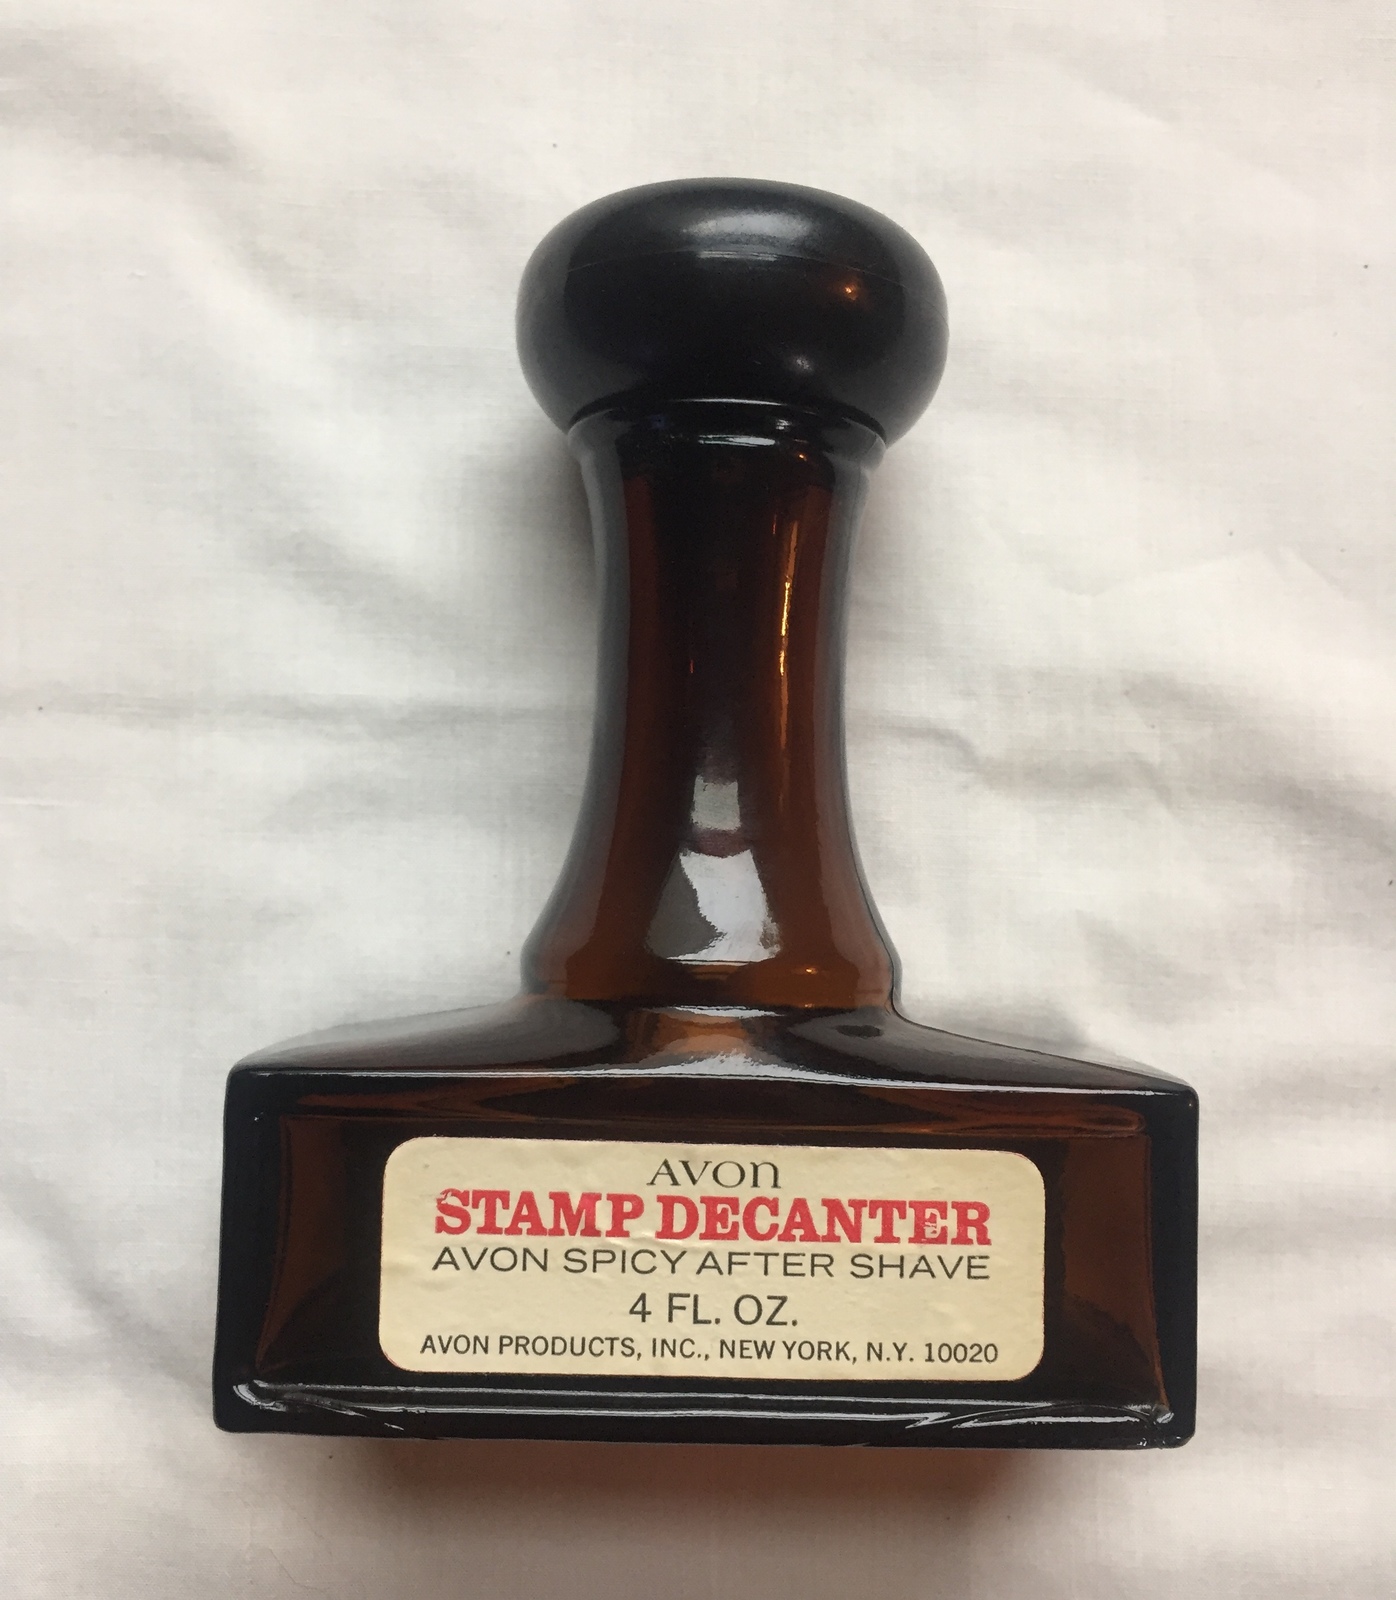 AVON
STAMP DECANTER
AVON SPICY AFTER SHAVE
4 FL. OZ.
AVON PRODUCTS, INC., NEW YORK, N.Y. 10020